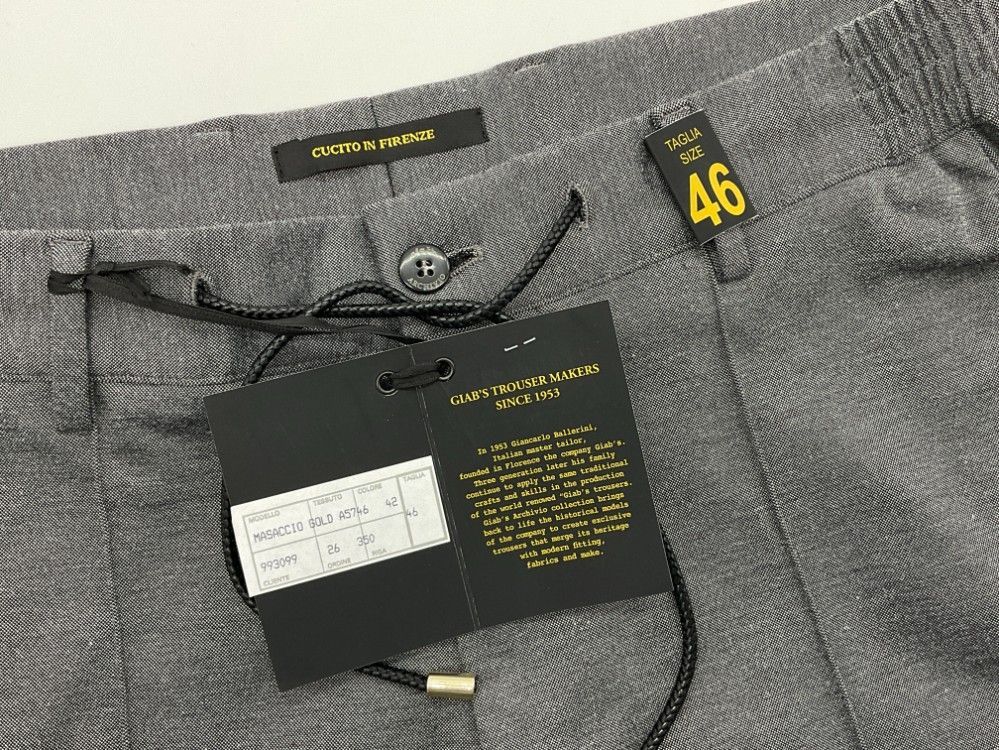 CUCITO IN FIRENZE
TAGLIA
SIZE
46
ARCHIVIO
GIAB'S TROUSER MAKERS
SINCE 1953
In 1953 Giancarlo Ballerini,
Italian master tailor,
founded in Florence the company Giab's.
Three generation later his family
continue to apply the same traditional
crafts and skills in the production
of the world renowned "Giab's trousers.
Giab's Archivio collection brings
back to life the historical models
of the company to create exclusive
trousers that merge its heritage
with modern fitting,
fabrics and make.
MODELLO TESSUTO COLORE TAGLIA
MASACCIO GOLD A5746 42 46
993099 26 350
CLIENTE ORDINE RIGA